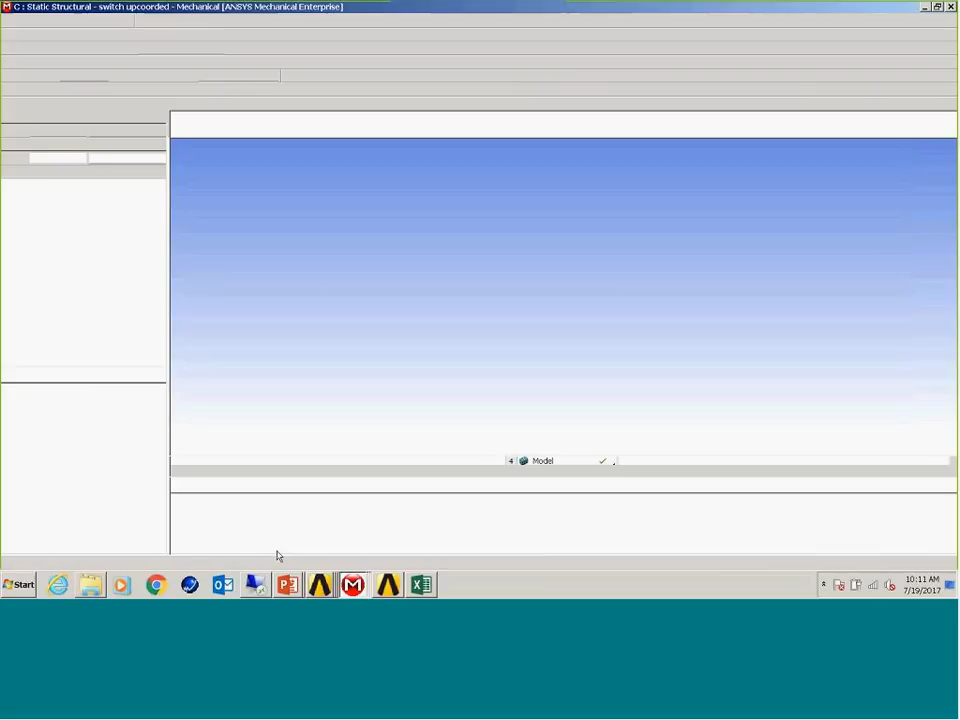 C : Static Structural - switch upcoorded - Mechanical [ANSYS Mechanical Enterprise]
4 Model
Start
10:11 AM
7/19/2017